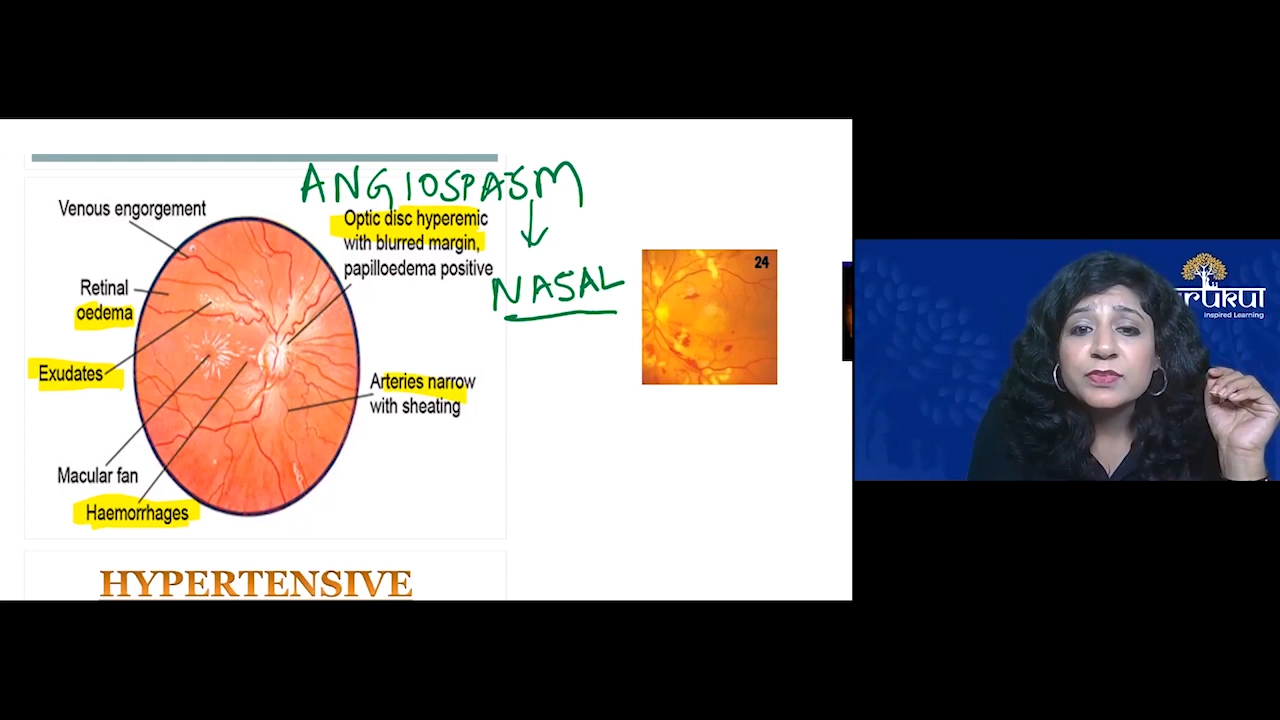 ANGIOSPASM
NASAL
Venous engorgement
Optic disc hyperemic
with blurred margin,
papilloedema positive
Retinal
oedema
Exudates
Arteries narrow
with sheating
Macular fan
Haemorrhages
HYPERTENSIVE
24
rukul
Inspired Learning